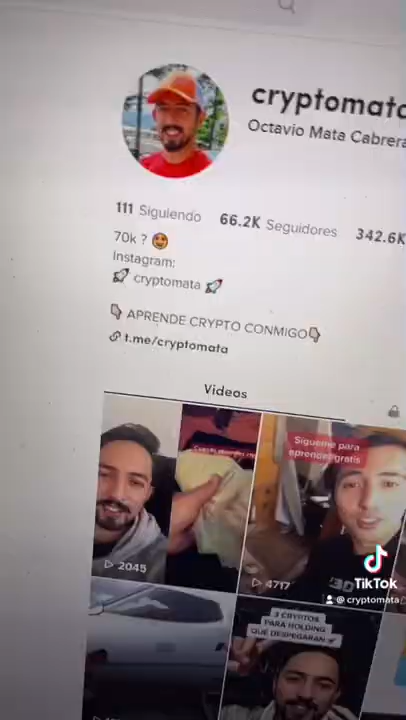 cryptomata
Octavio Mata Cabrera
111 Siguiendo 66.2K Seguidores 342.6K
70k ? 🤩
Instagram:
🚀 cryptomata 🚀
👇 APRENDE CRYPTO CONMIGO👇
t.me/cryptomata
Videos
Sígueme para
aprender gratis
2045
4717
3 CRYPTOS
PARA HOLDING
QUE DESPEGARAN
TikTok
@cryptomata